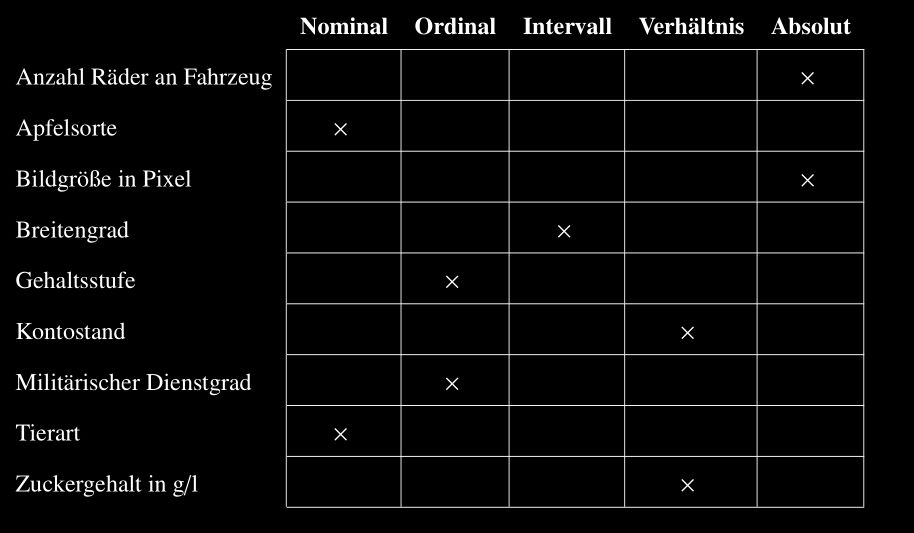 Nominal Ordinal Intervall Verhältnis Absolut
Anzahl Räder an Fahrzeug ×
Apfelsorte ×
Bildgröße in Pixel ×
Breitengrad ×
Gehaltsstufe ×
Kontostand ×
Militärischer Dienstgrad ×
Tierart ×
Zuckergehalt in g/l ×